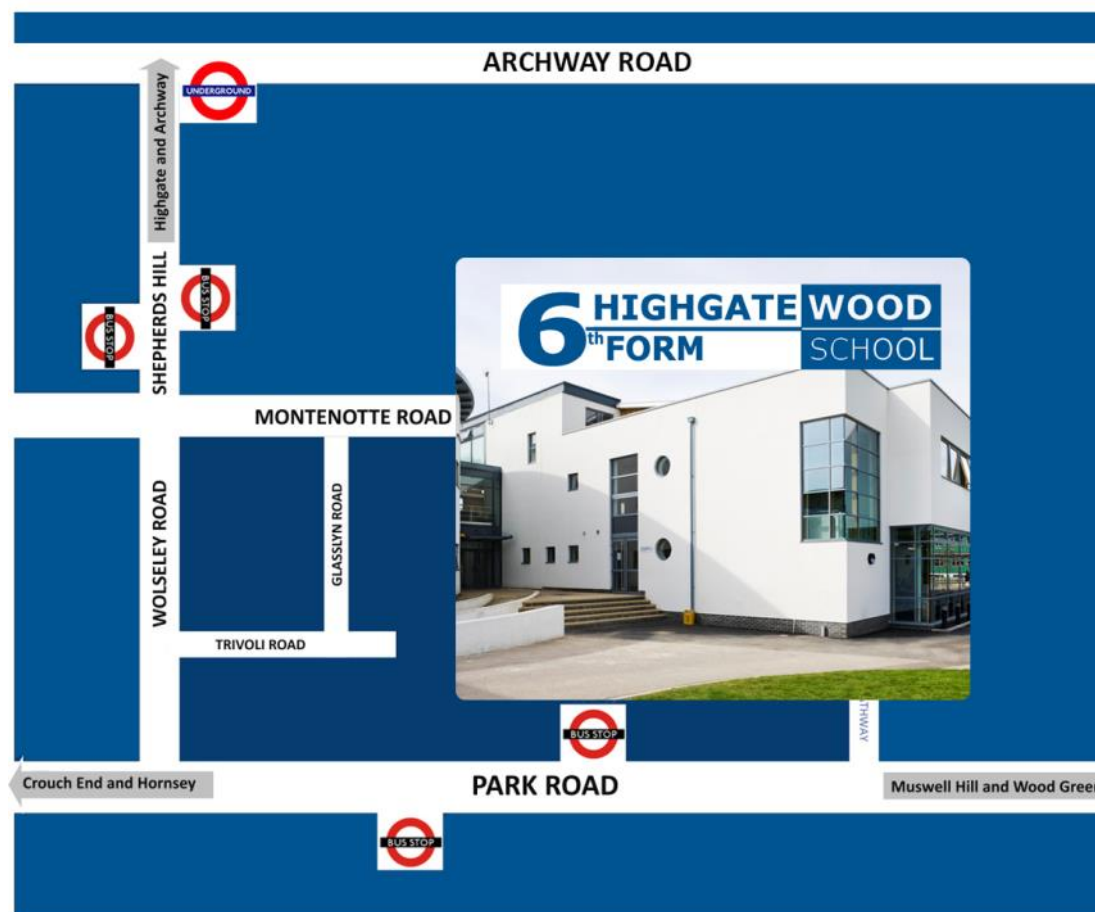 ARCHWAY ROAD
UNDERGROUND
Highgate and Archway
SHEPHERDS HILL
BUS STOP
BUS STOP
6th FORM
HIGHGATE WOOD
SCHOOL
MONTENOTTE ROAD
WOLSELEY ROAD
GLASSLYN ROAD
TRIVOLI ROAD
BUS STOP
Crouch End and Hornsey
PARK ROAD
Muswell Hill and Wood Green
BUS STOP